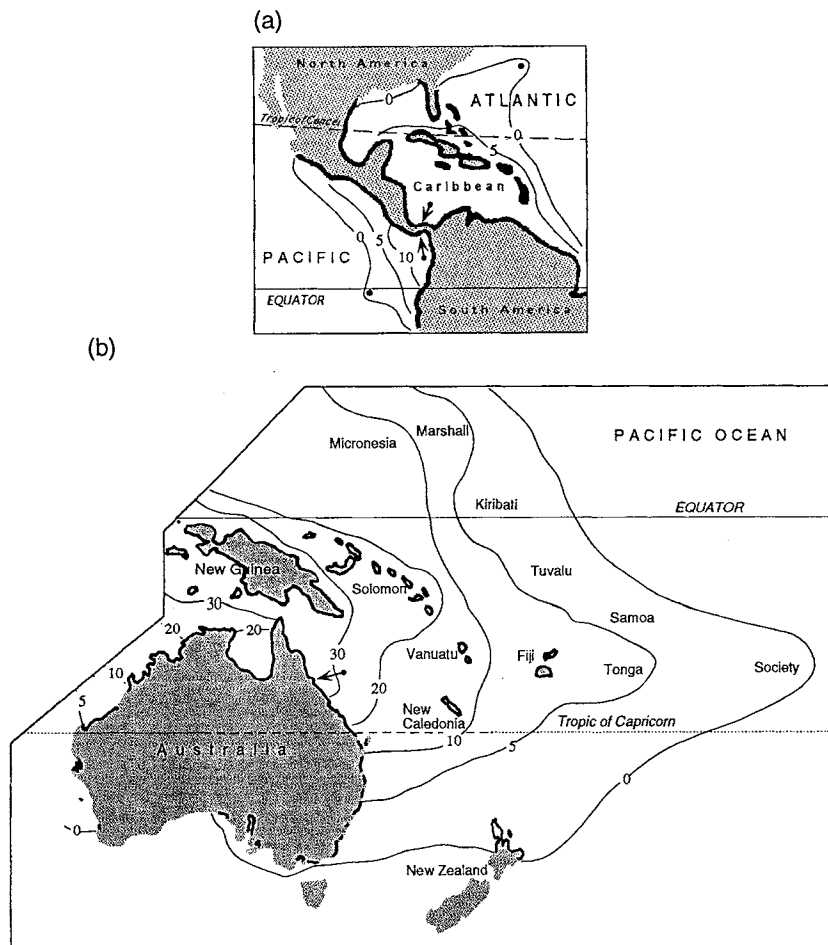 (a)
North America
ATLANTIC
0
Tropic of Cancer
0
5
Caribbean
0
5
10
PACIFIC
EQUATOR
South America
(b)
Micronesia
Marshall
PACIFIC OCEAN
Kiribati
EQUATOR
New Guinea
Solomon
Tuvalu
30
Samoa
20
20
30
Vanuatu
Fiji
Tonga
Society
10
20
5
New
Caledonia
Tropic of Capricorn
10
Australia
5
0
0
New Zealand